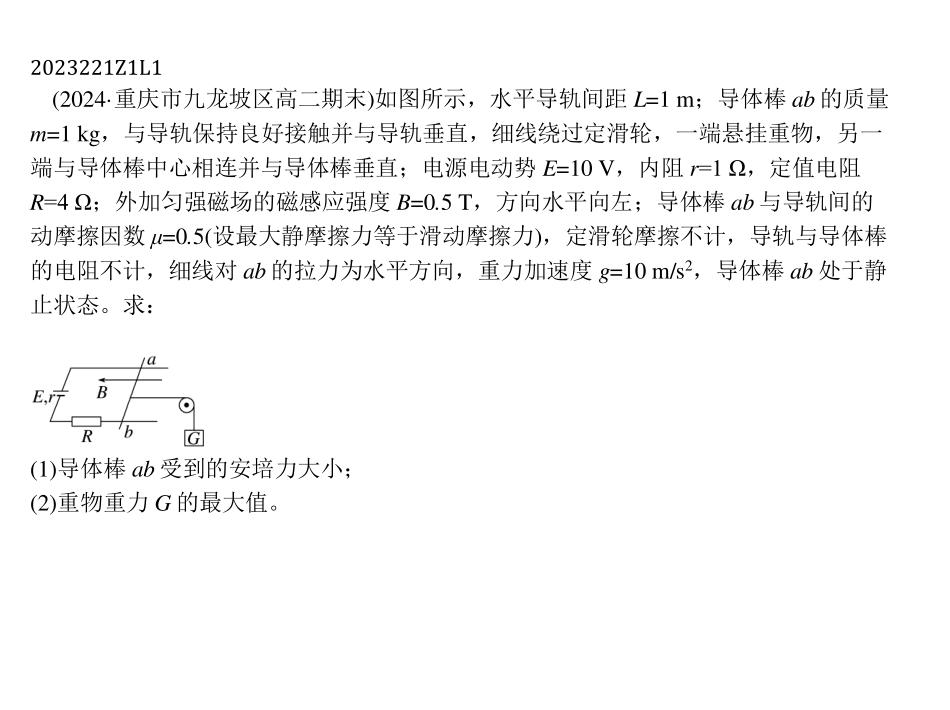 2023221Z1L1
(2024·重庆市九龙坡区高二期末)如图所示，水平导轨间距 L=1 m；导体棒 ab 的质量
m=1 kg，与导轨保持良好接触并与导轨垂直，细线绕过定滑轮，一端悬挂重物，另一
端与导体棒中心相连并与导体棒垂直；电源电动势 E=10 V，内阻 r=1 Ω，定值电阻
R=4 Ω；外加匀强磁场的磁感应强度 B=0.5 T，方向水平向左；导体棒 ab 与导轨间的
动摩擦因数 μ=0.5(设最大静摩擦力等于滑动摩擦力)，定滑轮摩擦不计，导轨与导体棒
的电阻不计，细线对 ab 的拉力为水平方向，重力加速度 g=10 m/s²，导体棒 ab 处于静
止状态。求：
a
B
E,r
R
b
G
(1)导体棒 ab 受到的安培力大小；
(2)重物重力 G 的最大值。